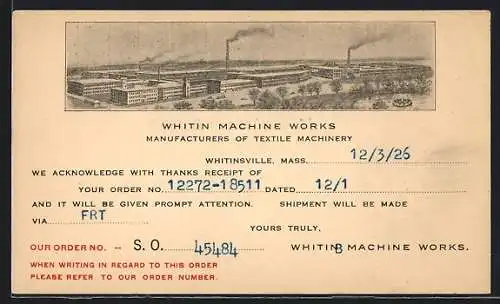 WHITIN MACHINE WORKS
MANUFACTURERS OF TEXTILE MACHINERY
WHITINSVILLE, MASS. 12/3/26
WE ACKNOWLEDGE WITH THANKS RECEIPT OF
YOUR ORDER NO. 12272-18511 DATED 12/1
AND IT WILL BE GIVEN PROMPT ATTENTION. SHIPMENT WILL BE MADE
VIA FRT
YOURS TRULY,
OUR ORDER NO. — S. O. 45484 WHITIN B MACHINE WORKS.
WHEN WRITING IN REGARD TO THIS ORDER
PLEASE REFER TO OUR ORDER NUMBER.